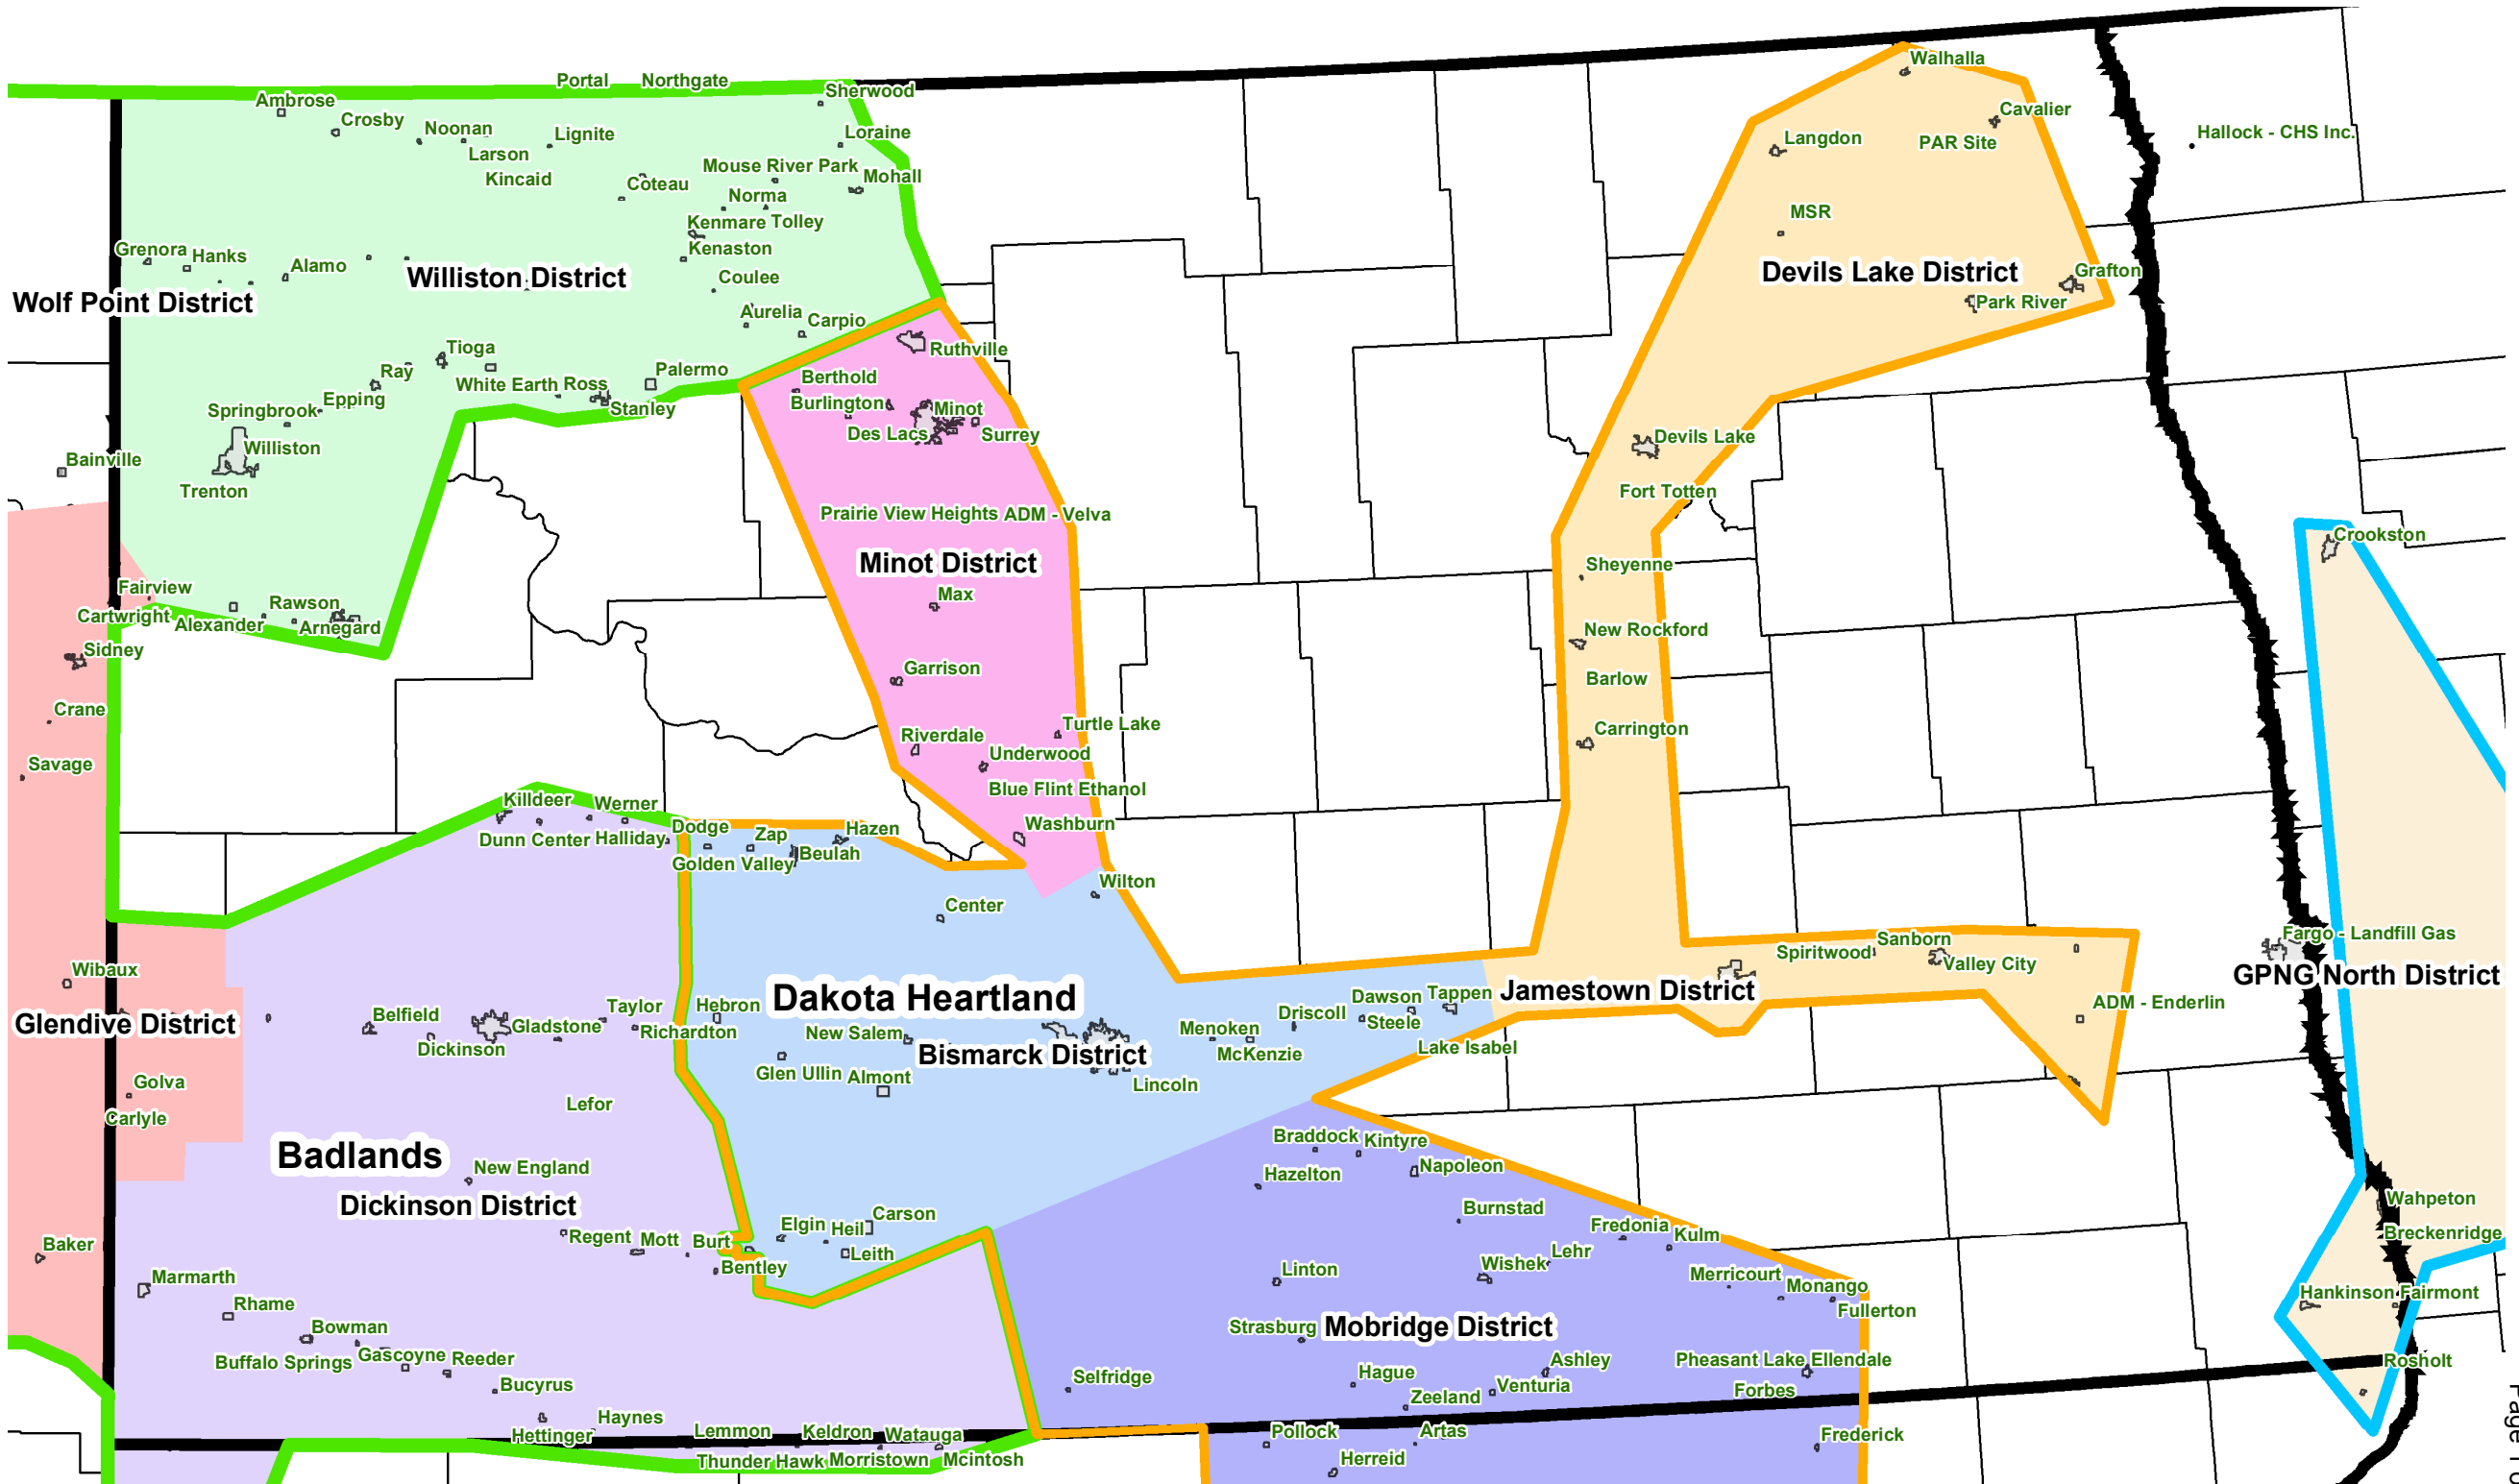 Walhalla
Portal
Northgate
Sherwood
Ambrose
Crosby
Noonan
Lignite
Loraine
Larson
Kincaid
Mouse River Park
Mohall
Coteau
Norma
Kenmare
Tolley
Kenaston
Coulee
Aurelia
Carpio
Grenora
Hanks
Alamo
Williston District
Wolf Point District
Tioga
Ray
White Earth
Ross
Palermo
Stanley
Epping
Springbrook
Williston
Trenton
Bainville
Fairview
Cartwright
Alexander
Rawson
Arnegard
Sidney
Crane
Savage
Ruthville
Berthold
Burlington
Minot
Des Lacs
Surrey
Prairie View Heights
ADM - Velva
Minot District
Max
Garrison
Riverdale
Turtle Lake
Underwood
Blue Flint Ethanol
Washburn
Wilton
Cavalier
Langdon
PAR Site
Hallock - CHS Inc.
MSR
Devils Lake District
Grafton
Park River
Devils Lake
Fort Totten
Sheyenne
New Rockford
Barlow
Carrington
Crookston
Killdeer
Werner
Dunn Center
Halliday
Dodge
Zap
Hazen
Golden Valley
Beulah
Center
Wibaux
Glendive District
Golva
Carlyle
Baker
Belfield
Dickinson
Gladstone
Taylor
Richardton
Hebron
Dakota Heartland
New Salem
Bismarck District
Glen Ullin
Almont
Lincoln
Menoken
McKenzie
Driscoll
Dawson
Steele
Tappen
Lake Isabel
Jamestown District
Spiritwood
Sanborn
Valley City
ADM - Enderlin
Fargo - Landfill Gas
GPNG North District
Lefor
Badlands
New England
Dickinson District
Regent
Mott
Burt
Bentley
Elgin
Heil
Carson
Leith
Marmarth
Rhame
Bowman
Buffalo Springs
Gascoyne
Reeder
Bucyrus
Haynes
Hettinger
Lemmon
Keldron
Watauga
Thunder Hawk
Morristown
Mcintosh
Braddock
Kintyre
Hazelton
Napoleon
Burnstad
Fredonia
Kulm
Wishek
Lehr
Linton
Merricourt
Monango
Fullerton
Strasburg
Mobridge District
Selfridge
Hague
Ashley
Zeeland
Venturia
Pheasant Lake
Ellendale
Forbes
Pollock
Artas
Herreid
Frederick
Wahpeton
Breckenridge
Hankinson
Fairmont
Rosholt